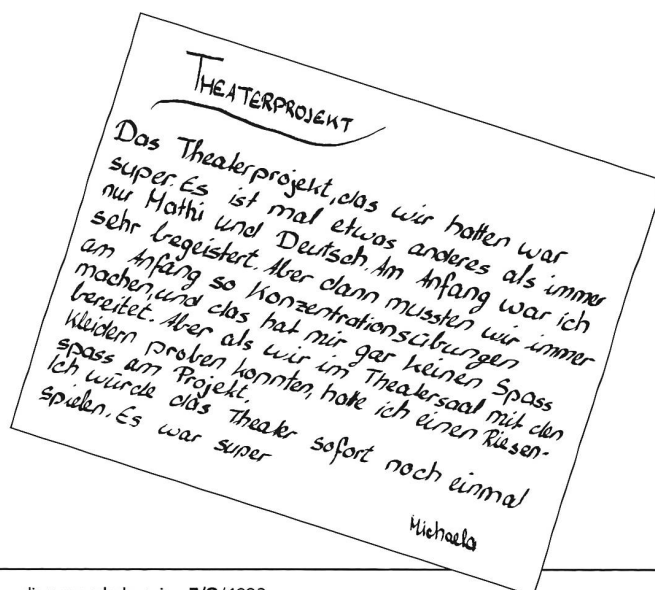 THEATERPROJEKT
Das Theaterprojekt, das wir hatten war
super. Es ist mal etwas anderes als immer
nur Mathi und Deutsch. Am Anfang war ich
sehr begeistert. Aber dann mussten wir immer
am Anfang so Konzentrationsübungen
machen, und das hat mir gar keinen Spass
bereitet. Aber als wir im Theatersaal mit den
Kleidern proben konnten, hatte ich einen Riesen-
spass am Projekt.
Ich würde das Theater sofort noch einmal
spielen. Es war super
Michaela